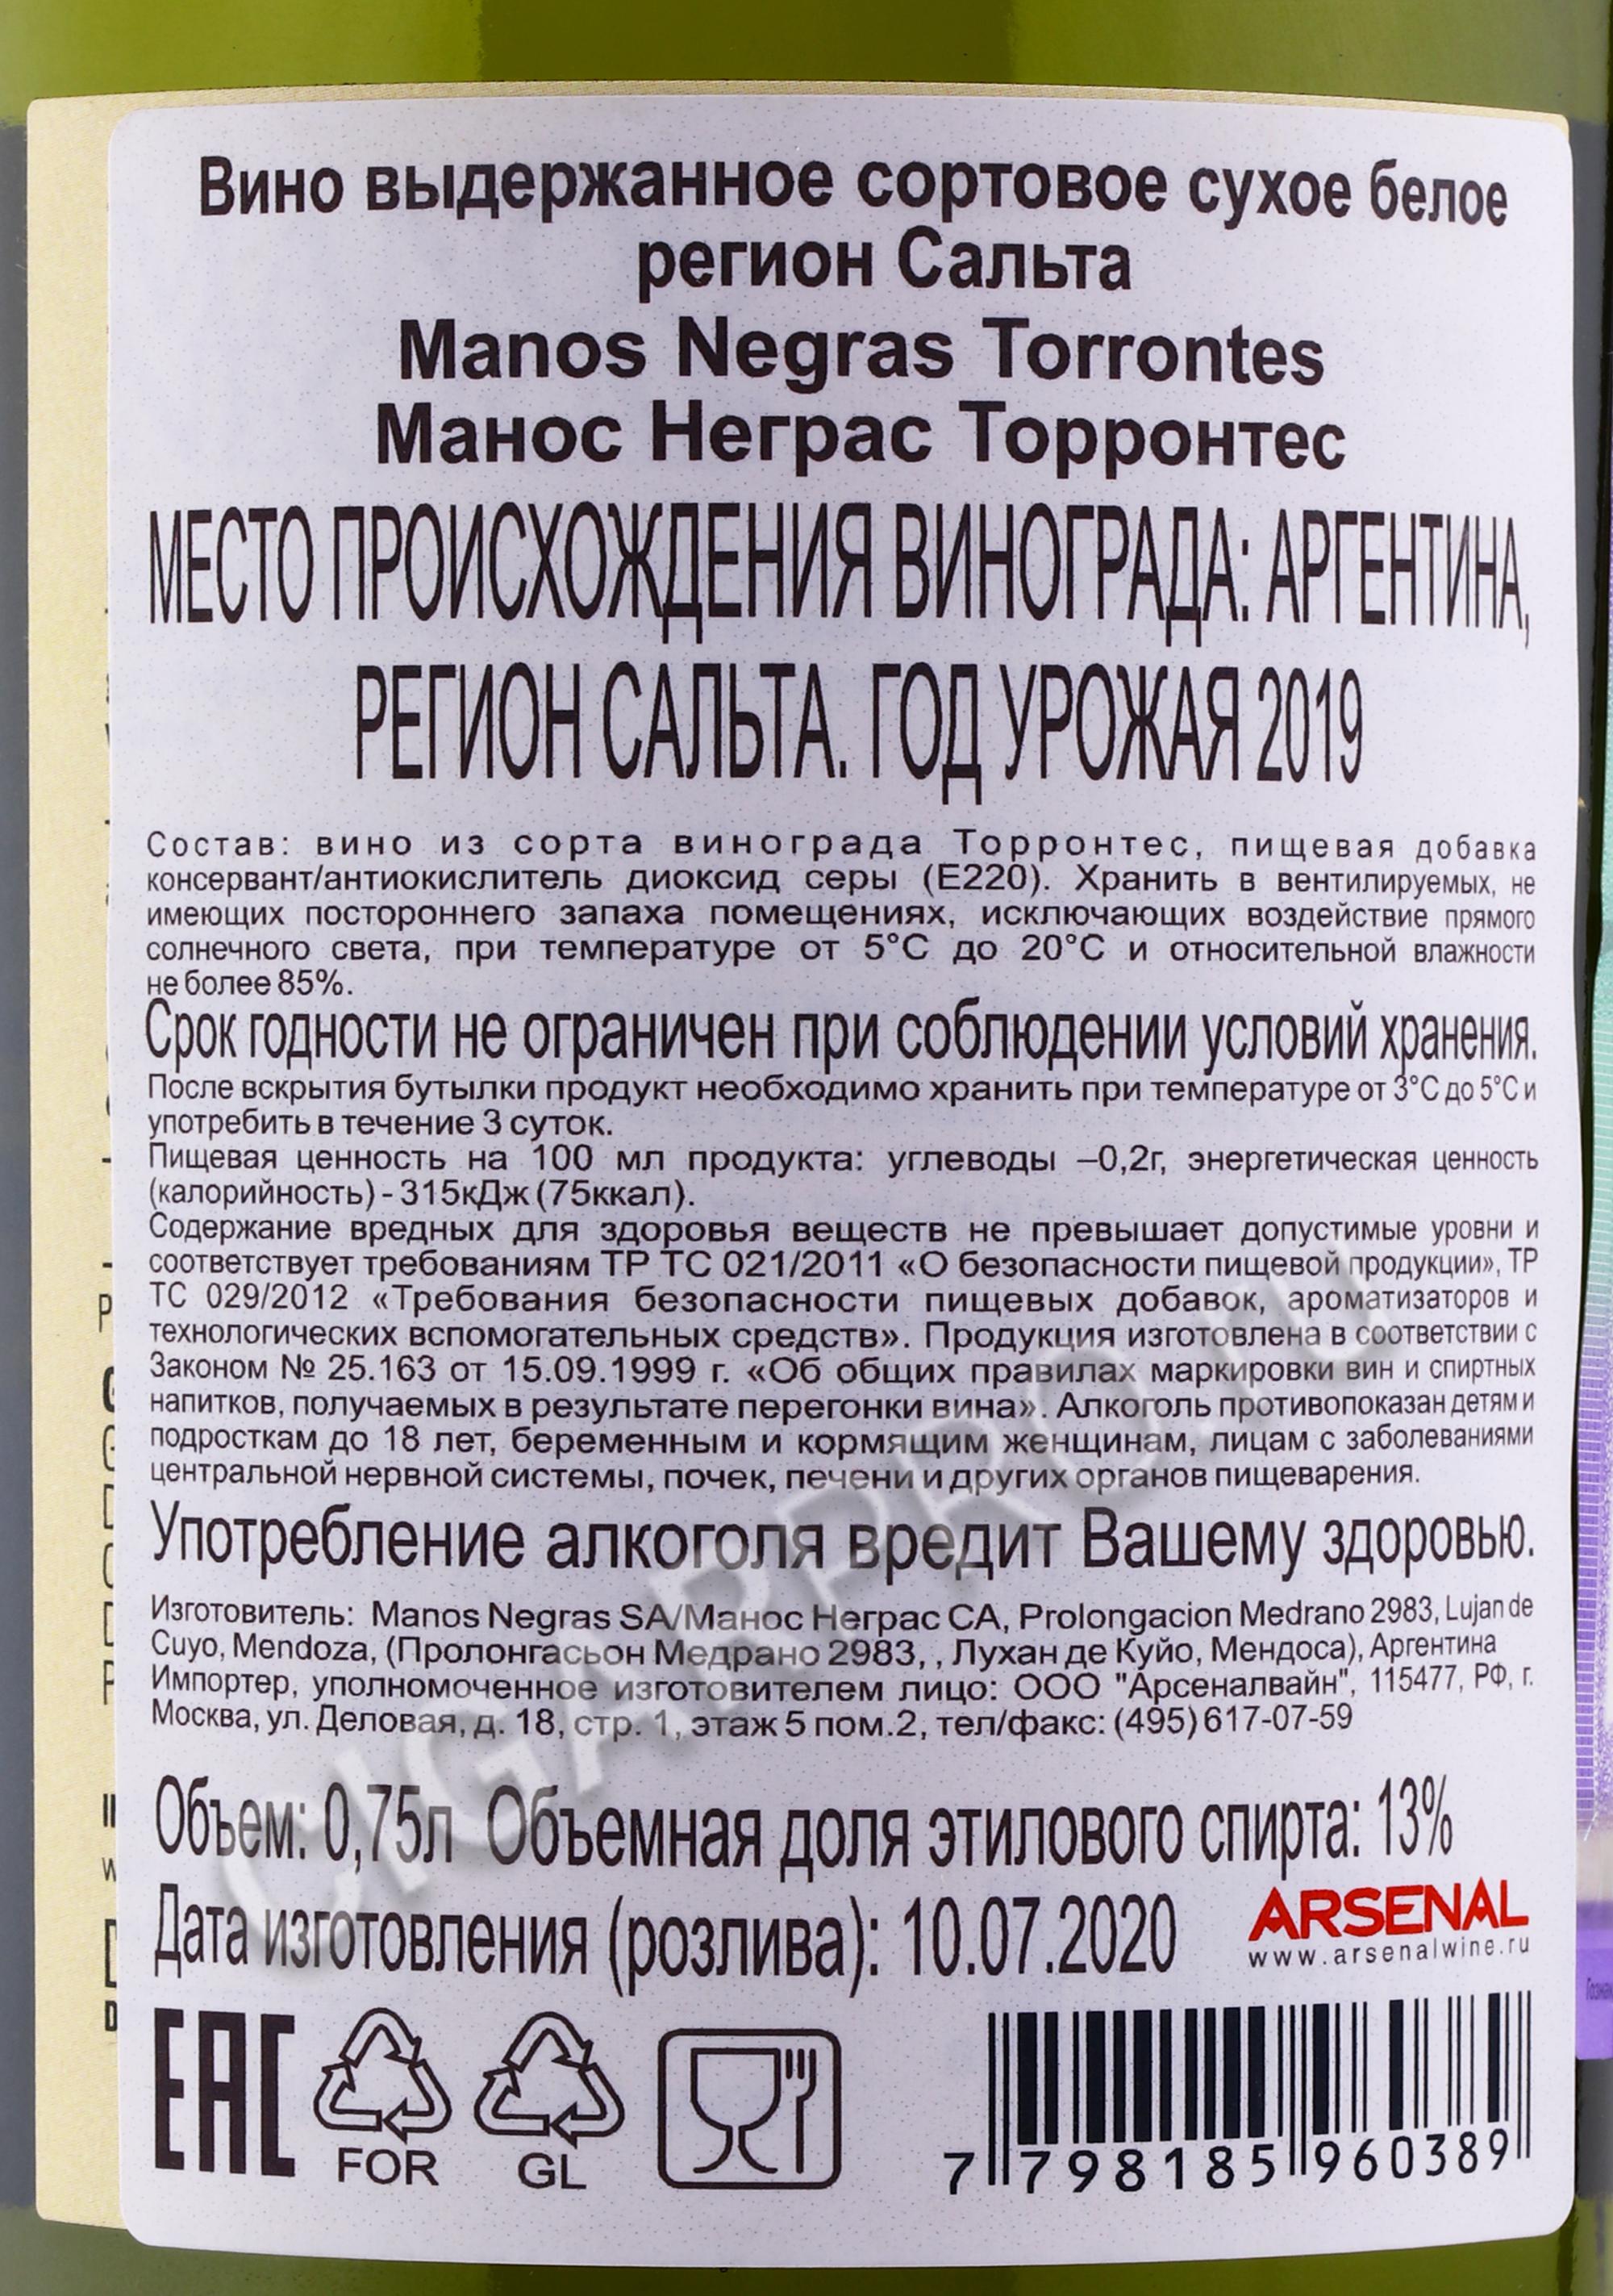 Вино выдержанное сортовое сухое белое
регион Сальта
Manos Negras Torrontes
Манос Неграс Торронтес
МЕСТО ПРОИСХОЖДЕНИЯ ВИНОГРАДА: АРГЕНТИНА,
РЕГИОН САЛЬТА. ГОД УРОЖАЯ 2019
Состав: вино из сорта винограда Торронтес, пищевая добавка
консервант/антиокислитель диоксид серы (Е220). Хранить в вентилируемых, не
имеющих постороннего запаха помещениях, исключающих воздействие прямого
солнечного света, при температуре от 5°С до 20°С и относительной влажности
не более 85%.
Срок годности не ограничен при соблюдении условий хранения.
После вскрытия бутылки продукт необходимо хранить при температуре от 3°С до 5°С и
употребить в течение 3 суток.
Пищевая ценность на 100 мл продукта: углеводы –0,2г, энергетическая ценность
(калорийность) - 315кДж (75ккал).
Содержание вредных для здоровья веществ не превышает допустимые уровни и
соответствует требованиям ТР ТС 021/2011 «О безопасности пищевой продукции», ТР
ТС 029/2012 «Требования безопасности пищевых добавок, ароматизаторов и
технологических вспомогательных средств». Продукция изготовлена в соответствии с
Законом № 25.163 от 15.09.1999 г. «Об общих правилах маркировки вин и спиртных
напитков, получаемых в результате перегонки вина». Алкоголь противопоказан детям и
подросткам до 18 лет, беременным и кормящим женщинам, лицам с заболеваниями
центральной нервной системы, почек, печени и других органов пищеварения.
Употребление алкоголя вредит Вашему здоровью.
Изготовитель: Manos Negras SA/Манос Неграс СА, Prolongacion Medrano 2983, Lujan de
Cuyo, Mendoza, (Пролонгасьон Медрано 2983, , Лухан де Куйо, Мендоса), Аргентина
Импортер, уполномоченное изготовителем лицо: ООО "Арсеналвайн", 115477, РФ, г.
Москва, ул. Деловая, д. 18, стр. 1, этаж 5 пом.2, тел/факс: (495) 617-07-59
Объем: 0,75л Объемная доля этилового спирта: 13%
Дата изготовления (розлива): 10.07.2020
ARSENAL
www.arsenalwine.ru
EAC
FOR
GL
7 798185 960389
CIGARPRO.ru